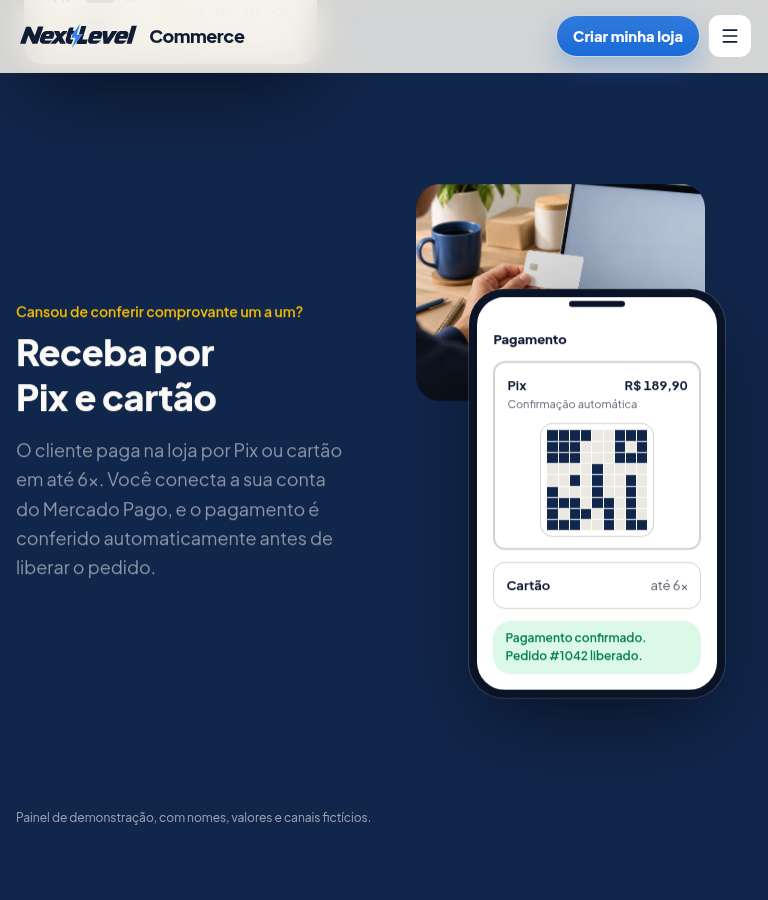 NextLevel Commerce
Criar minha loja
Cansou de conferir comprovante um a um?
Receba por
Pix e cartão
O cliente paga na loja por Pix ou cartão
em até 6x. Você conecta a sua conta
do Mercado Pago, e o pagamento é
conferido automaticamente antes de
liberar o pedido.
Pagamento
Pix R$ 189,90
Confirmação automática
Cartão até 6x
Pagamento confirmado.
Pedido #1042 liberado.
Painel de demonstração, com nomes, valores e canais fictícios.